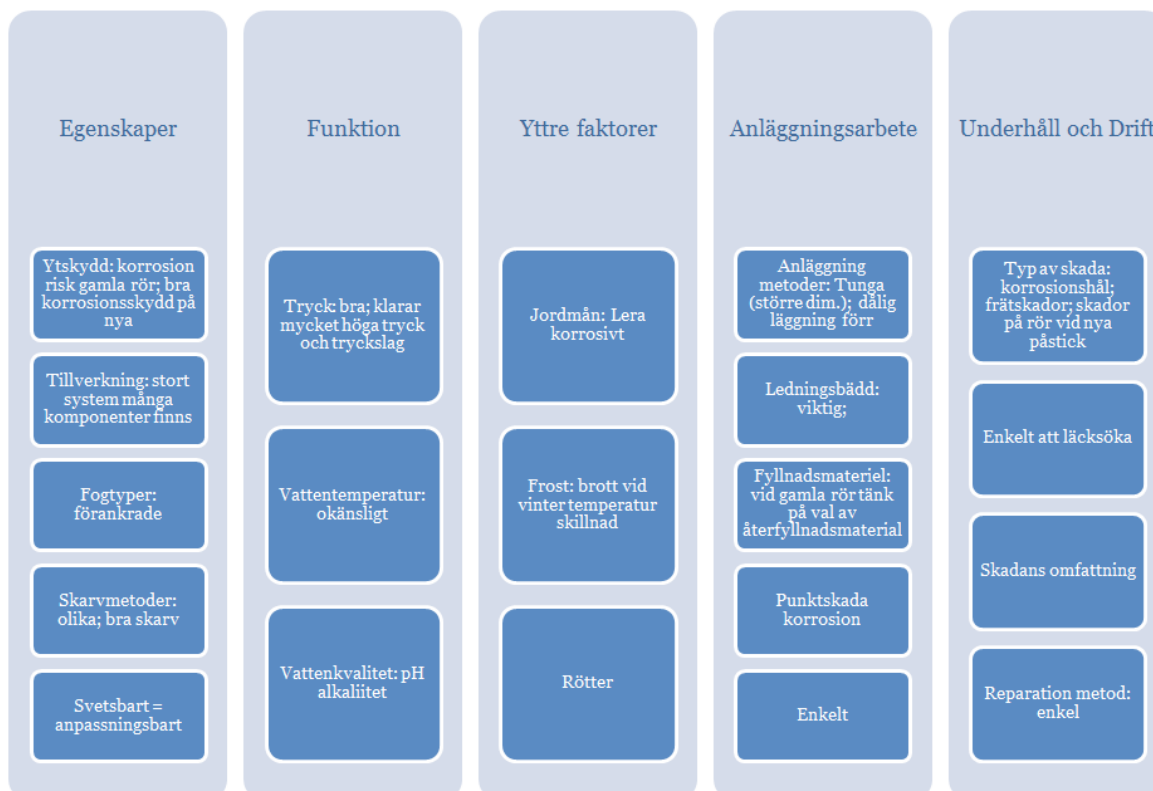 Egenskaper
Ytskydd: korrosion
risk gamla rör; bra
korrosionsskydd på
nya
Tillverkning: stort
system många
komponenter finns
Fogtyper:
förankrade
Skarvmetoder:
olika; bra skarv
Svetsbart =
anpassningsbart
Funktion
Tryck: bra; klarar
mycket höga tryck
och tryckslag
Vattentemperatur:
okänsligt
Vattenkvalitet: pH
alkaliitet
Yttre faktorer
Jordmån: Lera
korrosivt
Frost: brott vid
vinter temperatur
skillnad
Rötter
Anläggningsarbete
Anläggning
metoder: Tunga
(större dim.); dålig
läggning förr
Ledningsbädd:
viktig;
Fyllnadsmateriel:
vid gamla rör tänk
på val av
återfyllnadsmaterial
Punktskada
korrosion
Enkelt
Underhåll och Drift
Typ av skada:
korrosionshål;
frätskador; skador
på rör vid nya
påstick
Enkelt att läcksöka
Skadans omfattning
Reparation metod:
enkel